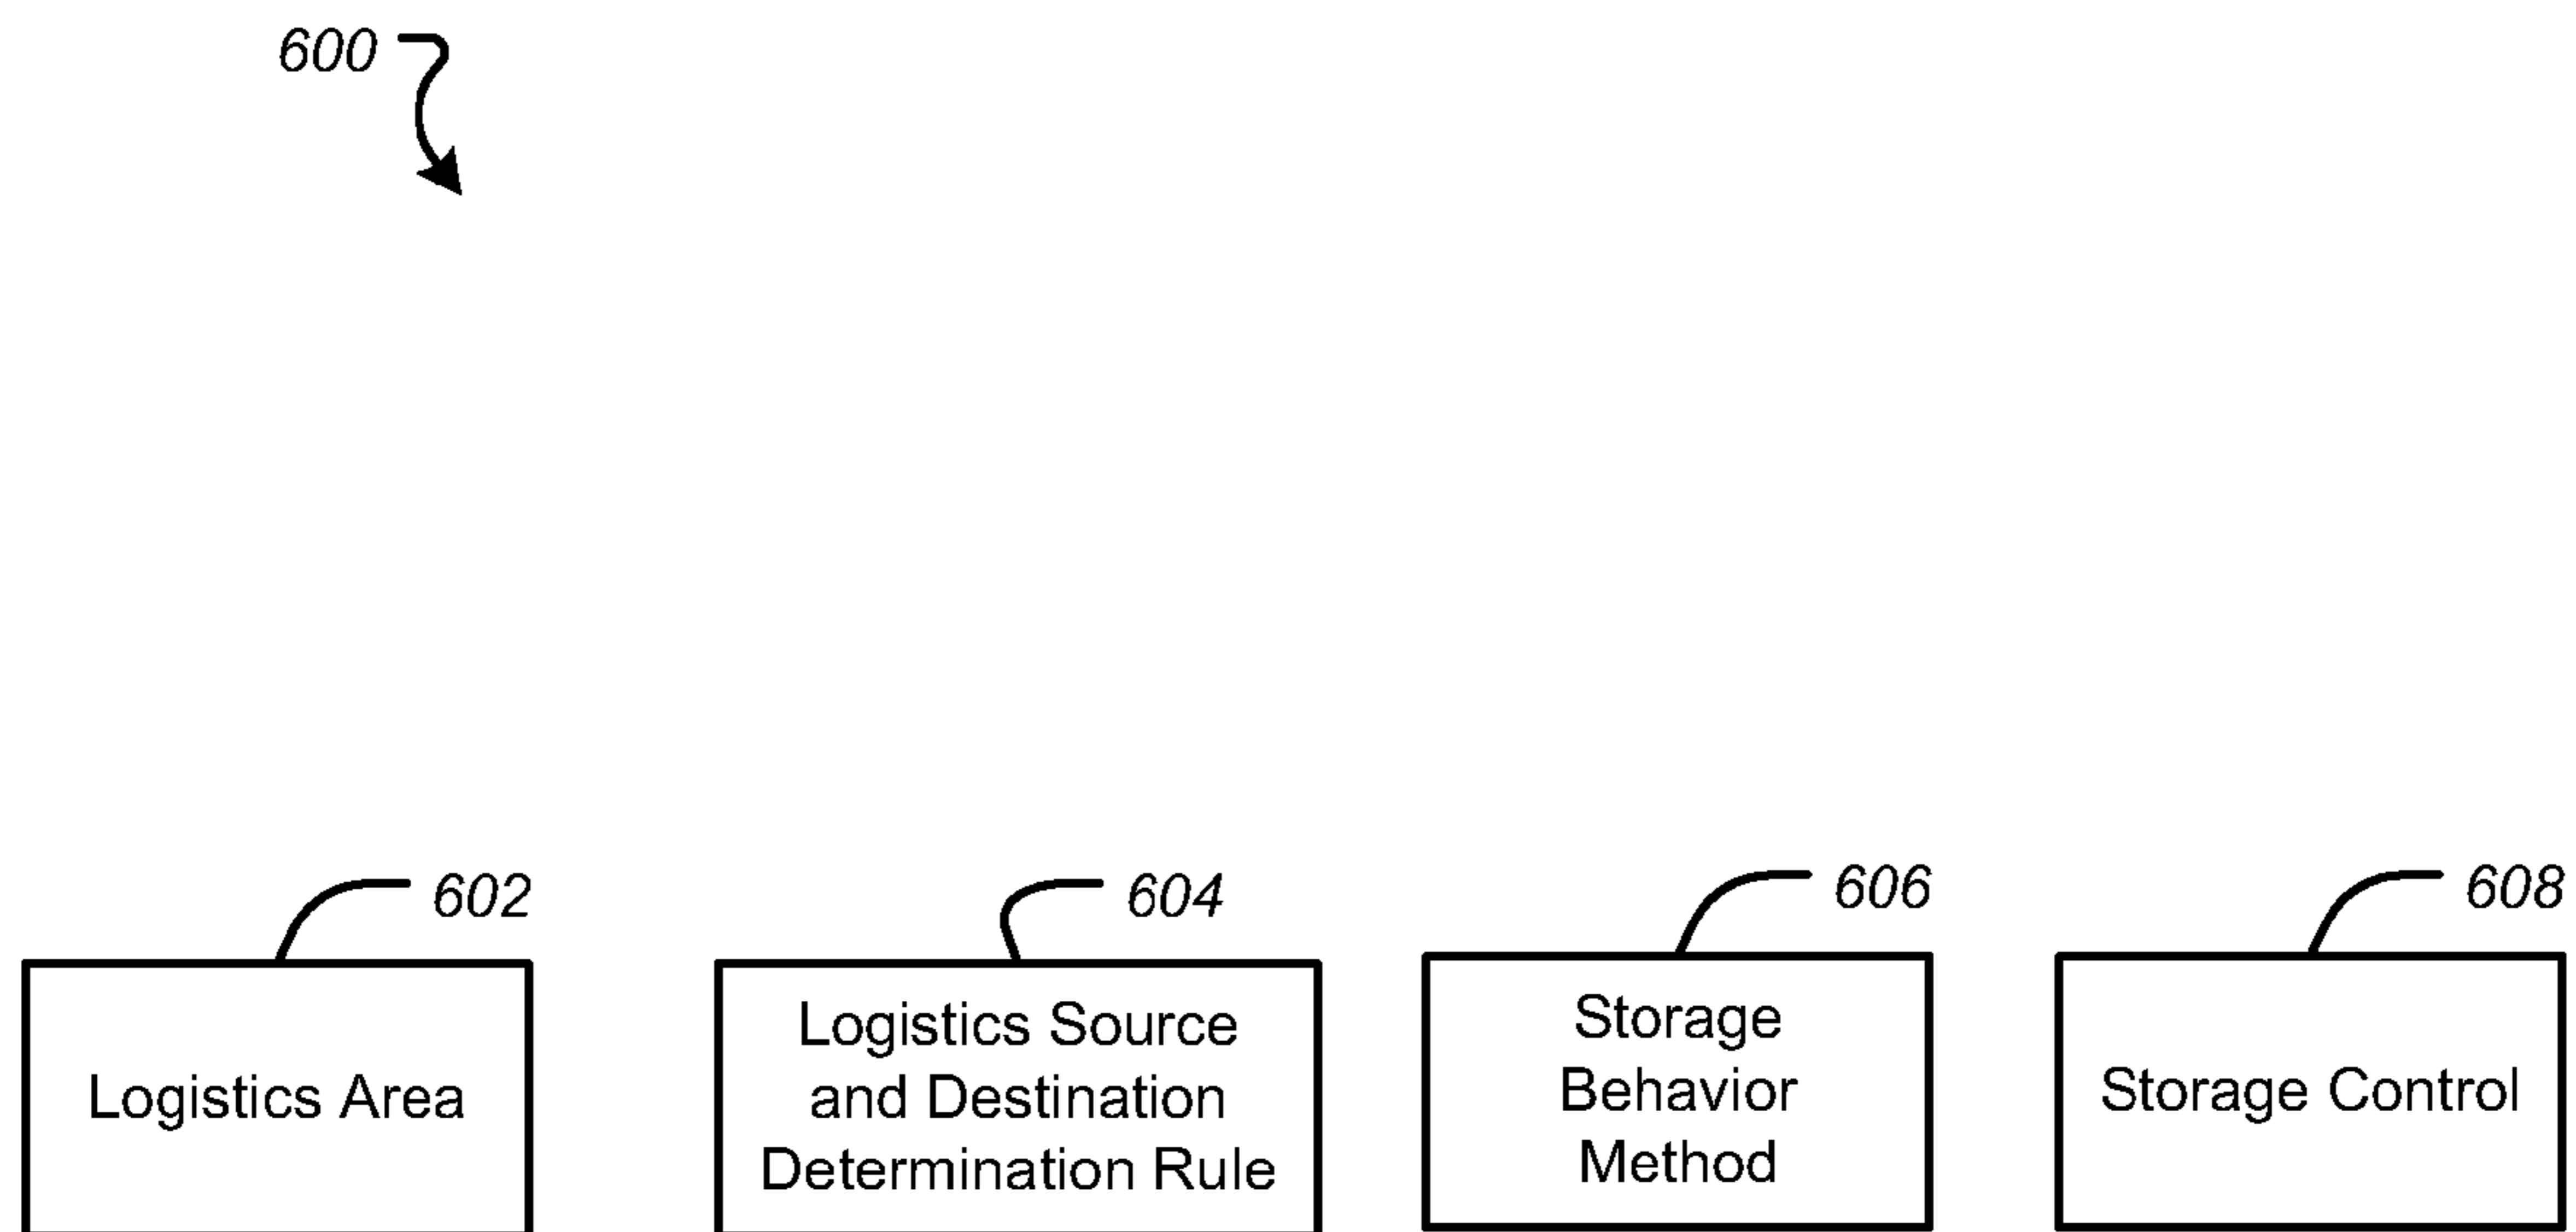 600
602
604
606
608
Logistics Area
Logistics Source
and Destination
Determination Rule
Storage
Behavior
Method
Storage Control